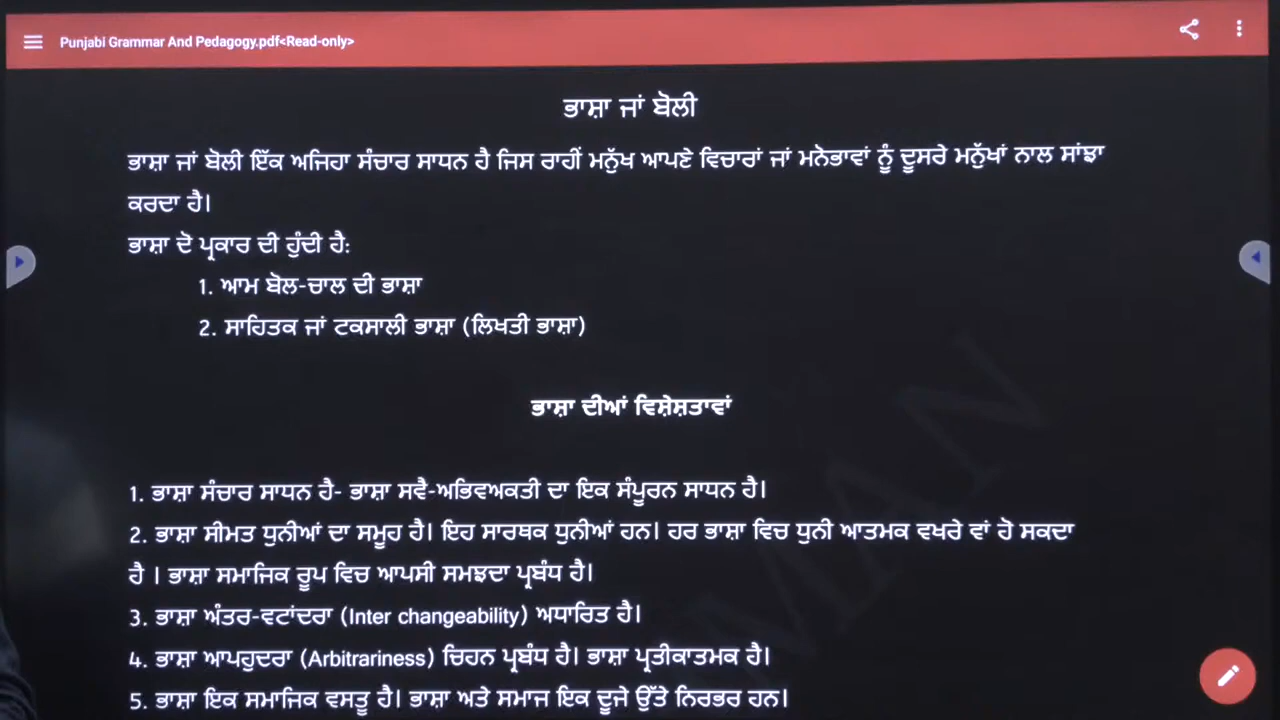 Punjabi Grammar And Pedagogy.pdf<Read-only>
ਭਾਸ਼ਾ ਜਾਂ ਬੋਲੀ
ਭਾਸ਼ਾ ਜਾਂ ਬੋਲੀ ਇੱਕ ਅਜਿਹਾ ਸੰਚਾਰ ਸਾਧਨ ਹੈ ਜਿਸ ਰਾਹੀਂ ਮਨੁੱਖ ਆਪਣੇ ਵਿਚਾਰਾਂ ਜਾਂ ਮਨੋਭਾਵਾਂ ਨੂੰ ਦੂਸਰੇ ਮਨੁੱਖਾਂ ਨਾਲ ਸਾਂਝਾ
ਕਰਦਾ ਹੈ।
ਭਾਸ਼ਾ ਦੋ ਪ੍ਰਕਾਰ ਦੀ ਹੁੰਦੀ ਹੈ:
1. ਆਮ ਬੋਲ-ਚਾਲ ਦੀ ਭਾਸ਼ਾ
2. ਸਾਹਿਤਕ ਜਾਂ ਟਕਸਾਲੀ ਭਾਸ਼ਾ (ਲਿਖਤੀ ਭਾਸ਼ਾ)
ਭਾਸ਼ਾ ਦੀਆਂ ਵਿਸ਼ੇਸ਼ਤਾਵਾਂ
1. ਭਾਸ਼ਾ ਸੰਚਾਰ ਸਾਧਨ ਹੈ- ਭਾਸ਼ਾ ਸਵੈ-ਅਭਿਵਅਕਤੀ ਦਾ ਇਕ ਸੰਪੂਰਨ ਸਾਧਨ ਹੈ।
2. ਭਾਸ਼ਾ ਸੀਮਤ ਧੁਨੀਆਂ ਦਾ ਸਮੂਹ ਹੈ। ਇਹ ਸਾਰਥਕ ਧੁਨੀਆਂ ਹਨ। ਹਰ ਭਾਸ਼ਾ ਵਿਚ ਧੁਨੀ ਆਤਮਕ ਵਖਰੇ ਵਾਂ ਹੋ ਸਕਦਾ
ਹੈ । ਭਾਸ਼ਾ ਸਮਾਜਿਕ ਰੂਪ ਵਿਚ ਆਪਸੀ ਸਮਝਦਾ ਪ੍ਰਬੰਧ ਹੈ।
3. ਭਾਸ਼ਾ ਅੰਤਰ-ਵਟਾਂਦਰਾ (Inter changeability) ਅਧਾਰਿਤ ਹੈ।
4. ਭਾਸ਼ਾ ਆਪਹੁਦਰਾ (Arbitrariness) ਚਿਹਨ ਪ੍ਰਬੰਧ ਹੈ। ਭਾਸ਼ਾ ਪ੍ਰਤੀਕਾਤਮਕ ਹੈ।
5. ਭਾਸ਼ਾ ਇਕ ਸਮਾਜਿਕ ਵਸਤੂ ਹੈ। ਭਾਸ਼ਾ ਅਤੇ ਸਮਾਜ ਇਕ ਦੂਜੇ ਉੱਤੇ ਨਿਰਭਰ ਹਨ।